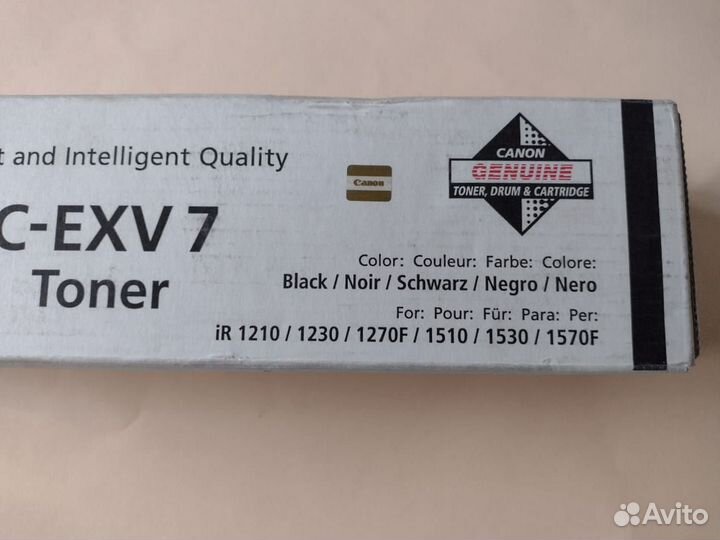 and Intelligent Quality
C-EXV 7
Toner
Canon
CANON
GENUINE
TONER, DRUM & CARTRIDGE
Color: Couleur: Farbe: Colore:
Black / Noir / Schwarz / Negro / Nero
For: Pour: Für: Para: Per:
iR 1210 / 1230 / 1270F / 1510 / 1530 / 1570F
Avito